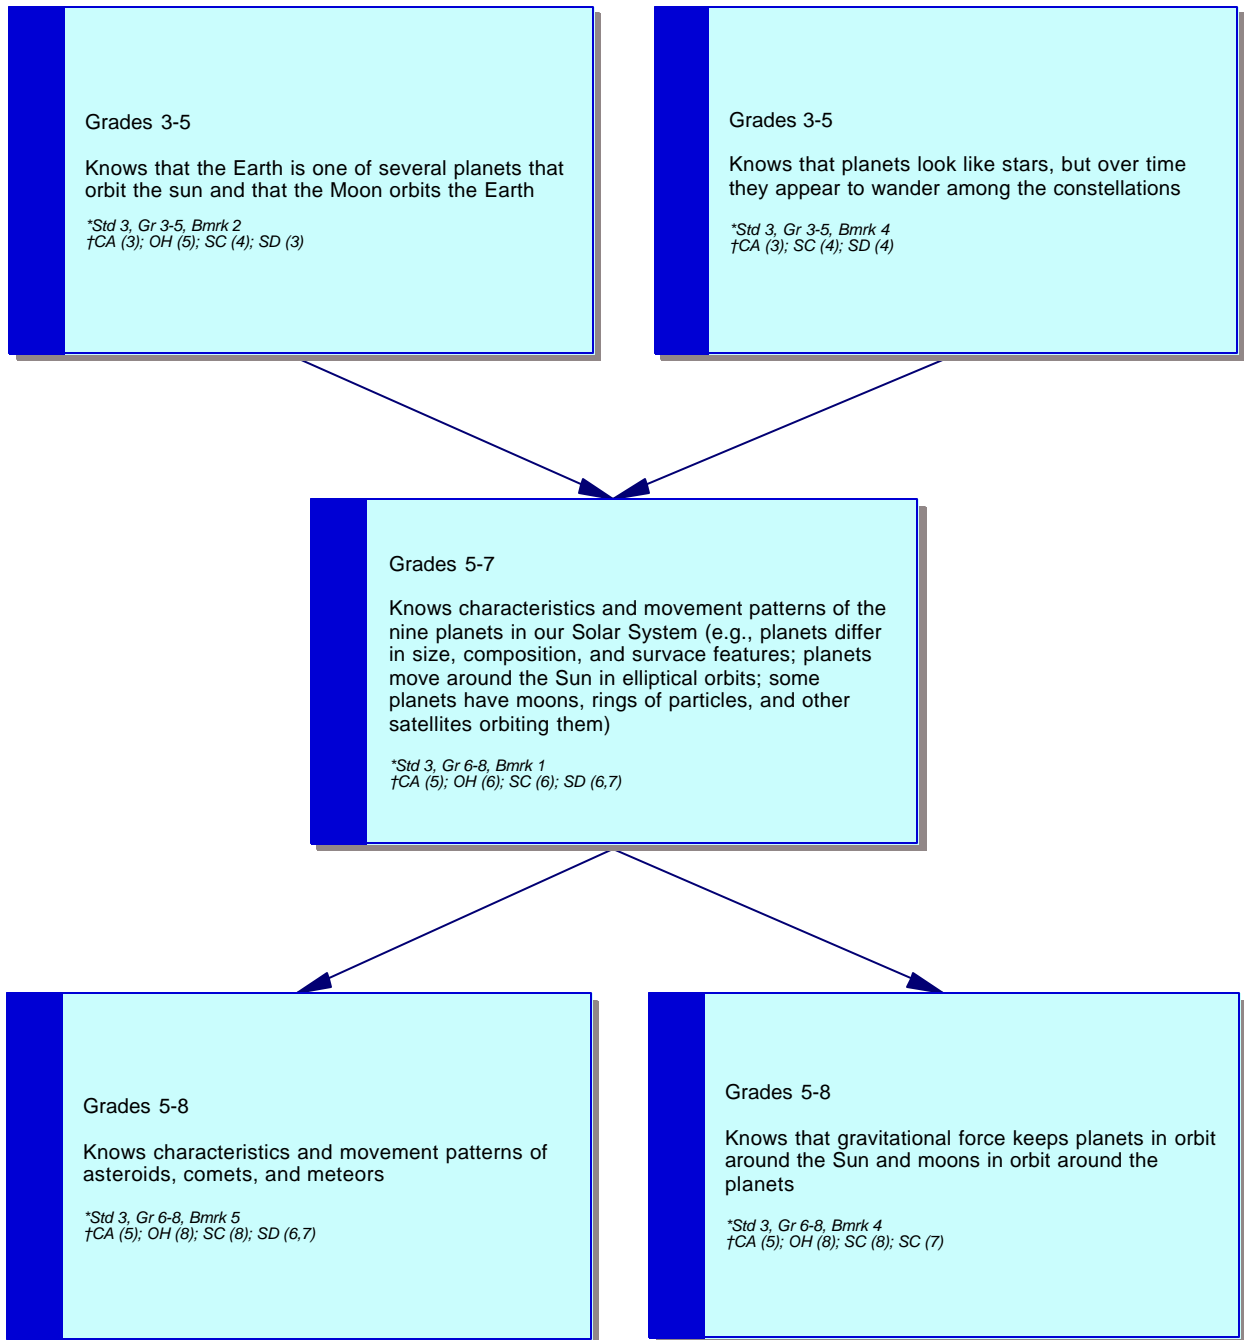 Grades 3-5
Knows that the Earth is one of several planets that
orbit the sun and that the Moon orbits the Earth
*Std 3, Gr 3-5, Bmrk 2
†CA (3); OH (5); SC (4); SD (3)
Grades 3-5
Knows that planets look like stars, but over time
they appear to wander among the constellations
*Std 3, Gr 3-5, Bmrk 4
†CA (3); SC (4); SD (4)
Grades 5-7
Knows characteristics and movement patterns of the
nine planets in our Solar System (e.g., planets differ
in size, composition, and survace features; planets
move around the Sun in elliptical orbits; some
planets have moons, rings of particles, and other
satellites orbiting them)
*Std 3, Gr 6-8, Bmrk 1
†CA (5); OH (6); SC (6); SD (6,7)
Grades 5-8
Knows characteristics and movement patterns of
asteroids, comets, and meteors
*Std 3, Gr 6-8, Bmrk 5
†CA (5); OH (8); SC (8); SD (6,7)
Grades 5-8
Knows that gravitational force keeps planets in orbit
around the Sun and moons in orbit around the
planets
*Std 3, Gr 6-8, Bmrk 4
†CA (5); OH (8); SC (8); SC (7)